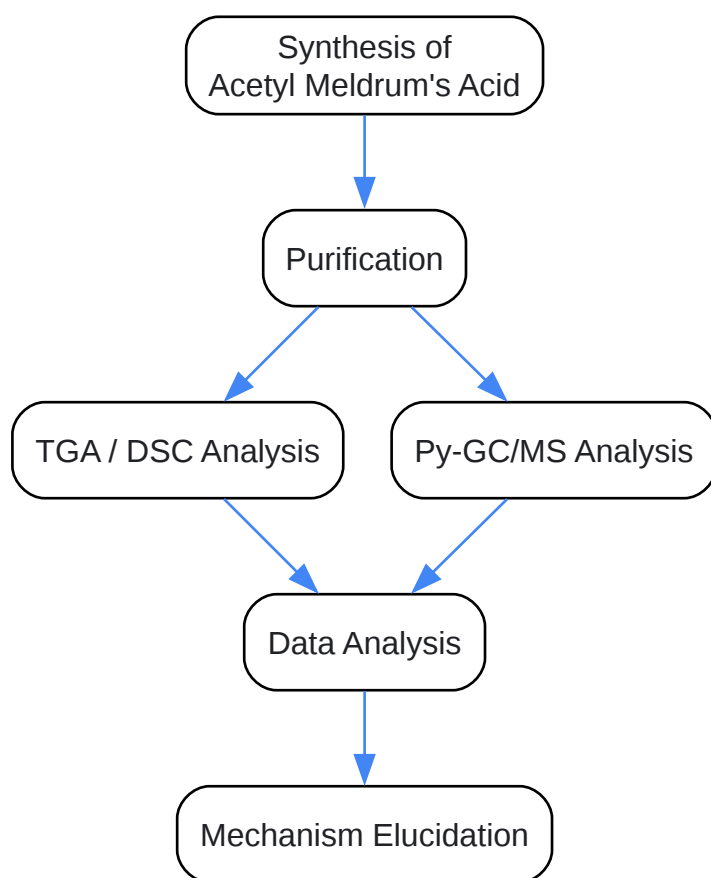 Synthesis of
Acetyl Meldrum's Acid
Purification
TGA / DSC Analysis
Py-GC/MS Analysis
Data Analysis
Mechanism Elucidation